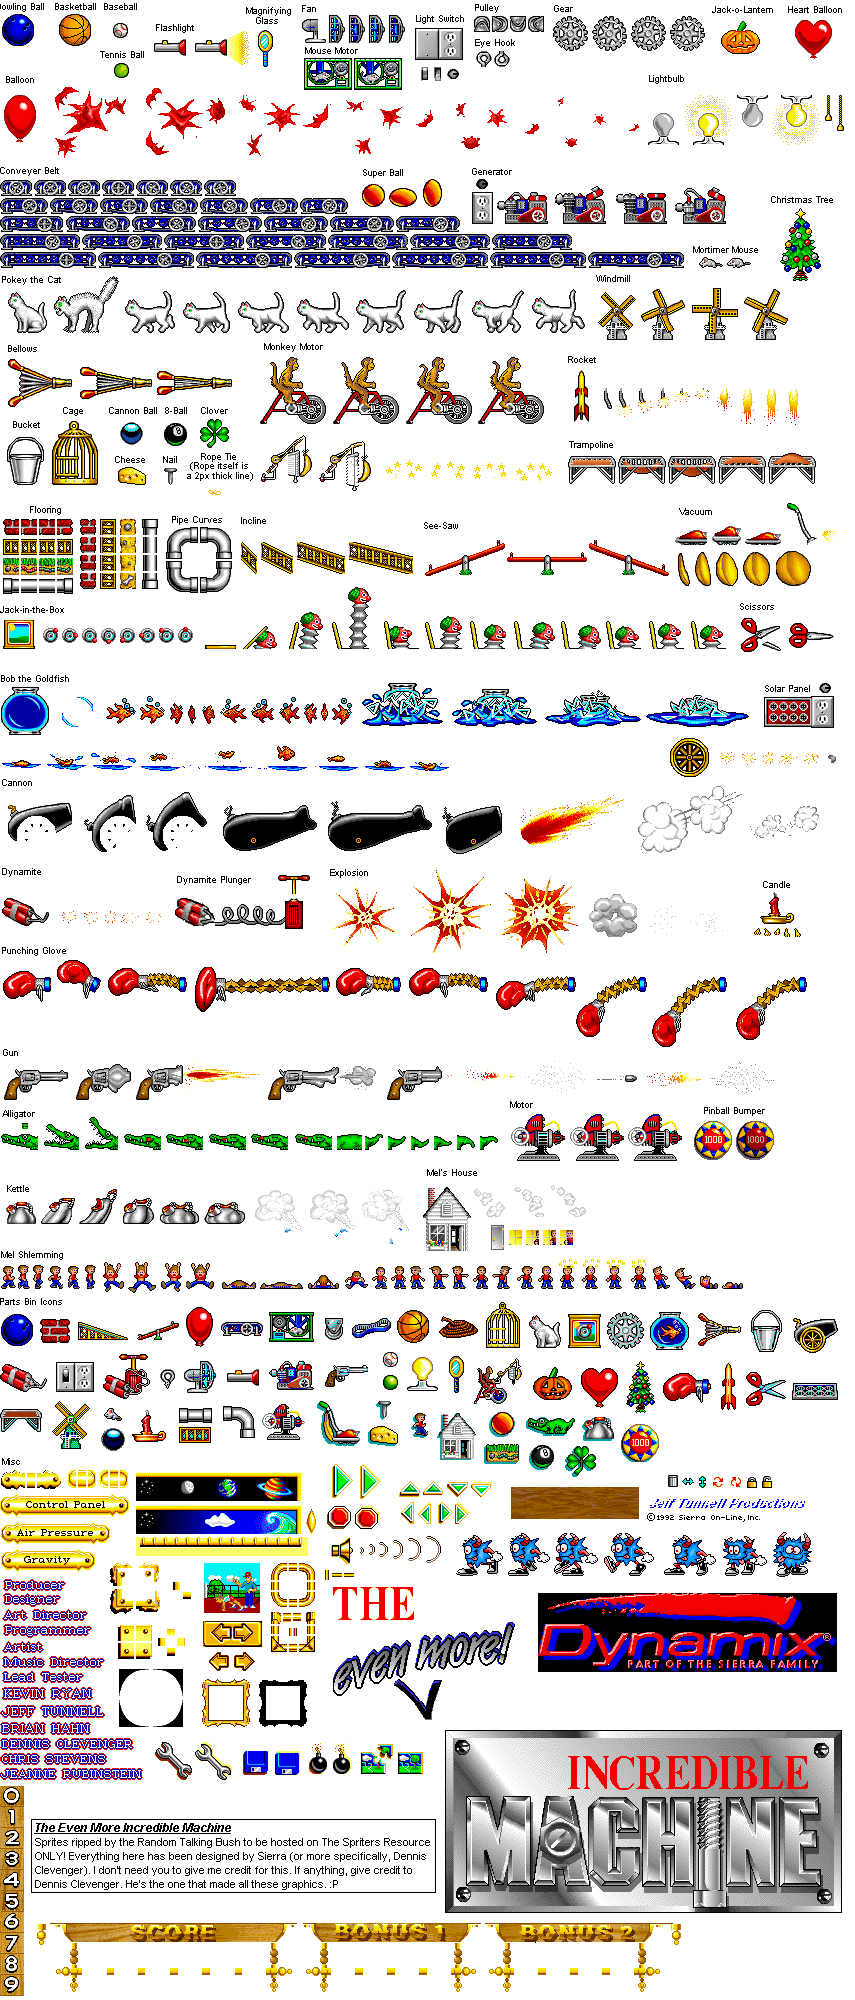 Bowling Ball
Basketball
Baseball
Tennis Ball
Flashlight
Magnifying Glass
Fan
Mouse Motor
Light Switch
Pulley
Eye Hook
Gear
Jack-o-Lantern
Heart Balloon
Balloon
Lightbulb
Conveyer Belt
Super Ball
Generator
Christmas Tree
Mortimer Mouse
Pokey the Cat
Windmill
Bellows
Monkey Motor
Rocket
Bucket
Cage
Cannon Ball
8-Ball
Clover
Cheese
Nail
Rope Tie
(Rope itself is
a 2px thick line)
Trampoline
Flooring
Pipe Curves
Incline
See-Saw
Vacuum
Jack-in-the-Box
Scissors
Bob the Goldfish
Solar Panel
Cannon
Dynamite
Dynamite Plunger
Explosion
Candle
Punching Glove
Gun
Alligator
Motor
Pinball Bumper
1000
1000
Kettle
Mel's House
Mel Shlemming
Parts Bin Icons
8
1000
Misc
Control Panel
Air Pressure
Gravity
Jeff Tunnell Productions
©1992 Sierra On-Line, Inc.
Producer
Designer
Art Director
Programmer
Artist
Music Director
Lead Tester
KEVIN RYAN
JEFF TUNNELL
BRIAN HAHN
DENNIS CLEVENGER
CHRIS STEVENS
JEANNE RUBINSTEIN
THE
even more!
Dynamix®
PART OF THE SIERRA FAMILY
INCREDIBLE
MACHINE
0
1
2
3
4
5
6
7
8
9
The Even More Incredible Machine
Sprites ripped by the Random Talking Bush to be hosted on The Spriters Resource
ONLY! Everything here has been designed by Sierra (or more specifically, Dennis
Clevenger). I don't need you to give me credit for this. If anything, give credit to
Dennis Clevenger. He's the one that made all these graphics. :P
SCORE
BONUS 1
BONUS 2